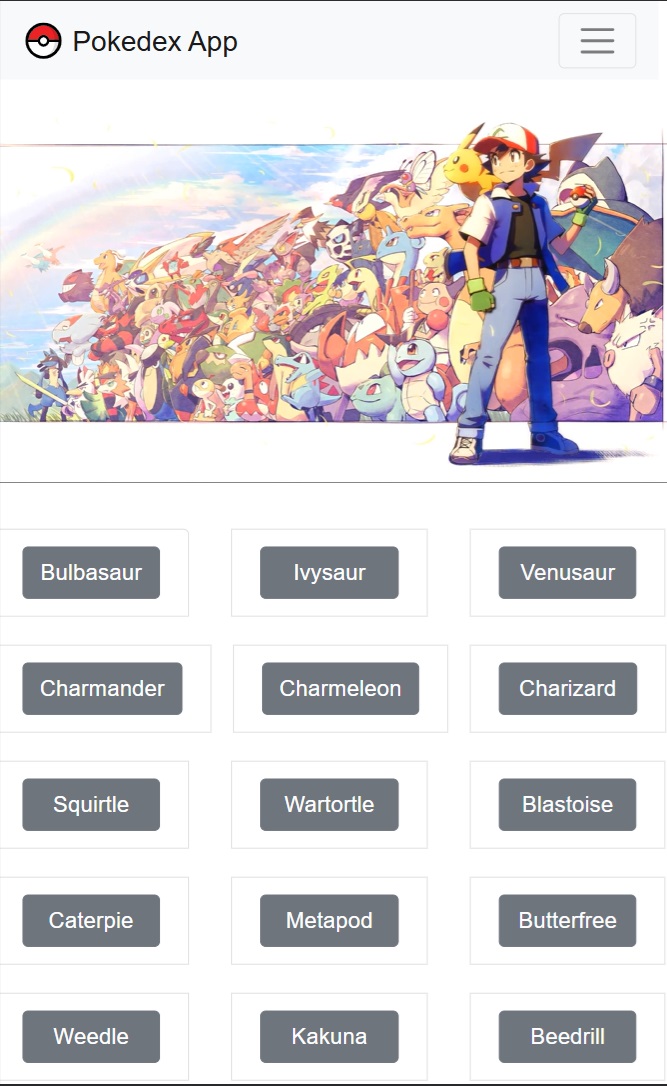 Pokedex App
Bulbasaur Ivysaur Venusaur
Charmander Charmeleon Charizard
Squirtle Wartortle Blastoise
Caterpie Metapod Butterfree
Weedle Kakuna Beedrill